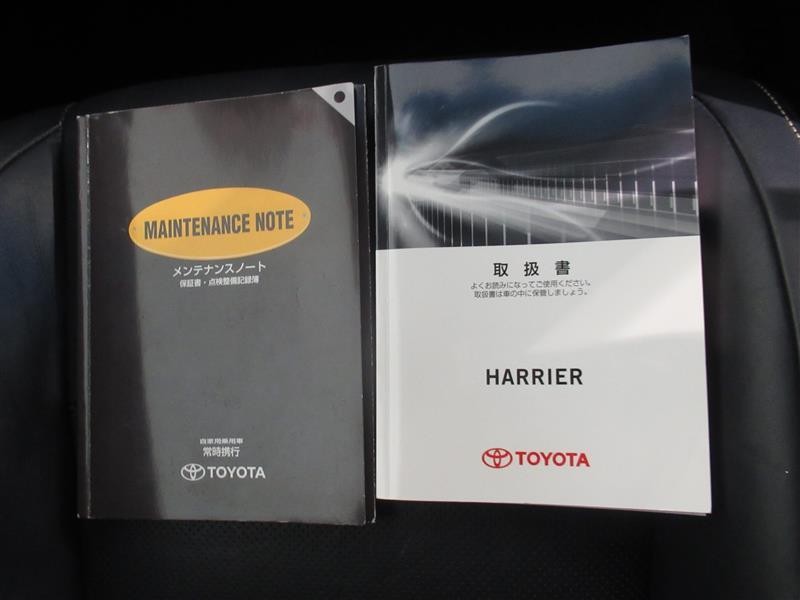 MAINTENANCE NOTE
メンテナンスノート
保証書・点検整備記録簿
自家用乗用車
常時携行
TOYOTA
取扱書
よくお読みになってご使用ください。
取扱書は車の中に保管しましょう。
HARRIER
TOYOTA